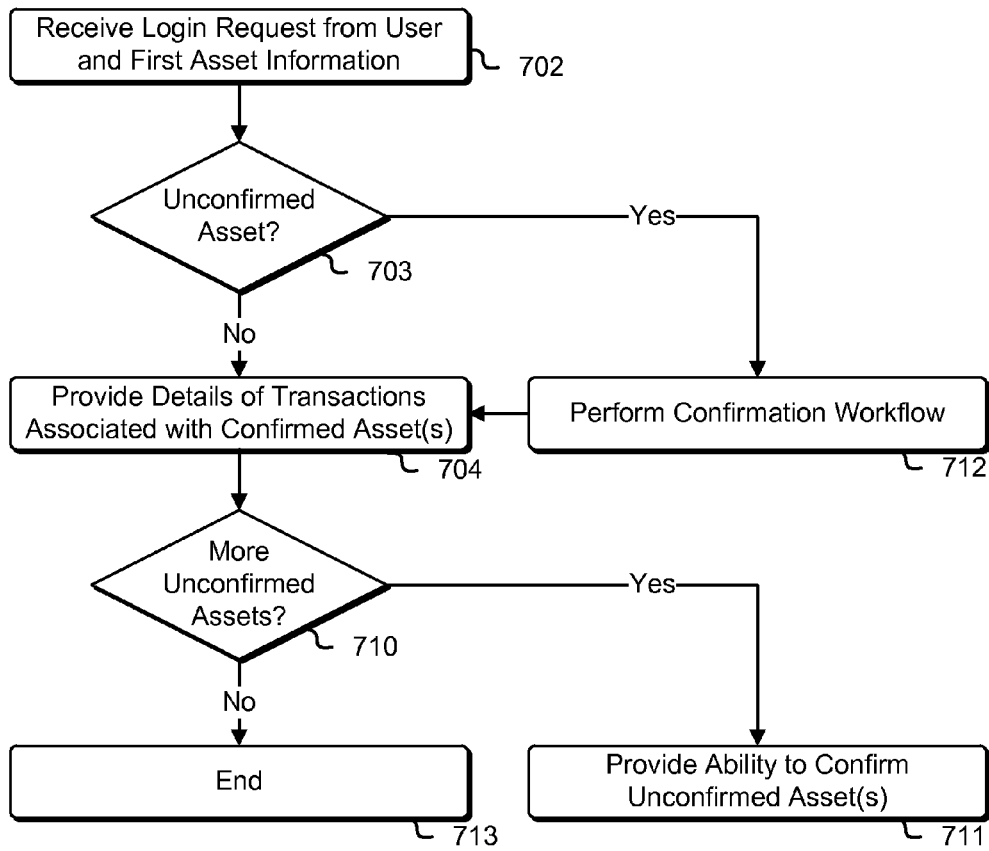 Receive Login Request from User
and First Asset Information
702
Unconfirmed
Asset?
Yes
703
No
Provide Details of Transactions
Associated with Confirmed Asset(s)
704
Perform Confirmation Workflow
712
More
Unconfirmed
Assets?
Yes
710
No
End
713
Provide Ability to Confirm
Unconfirmed Asset(s)
711